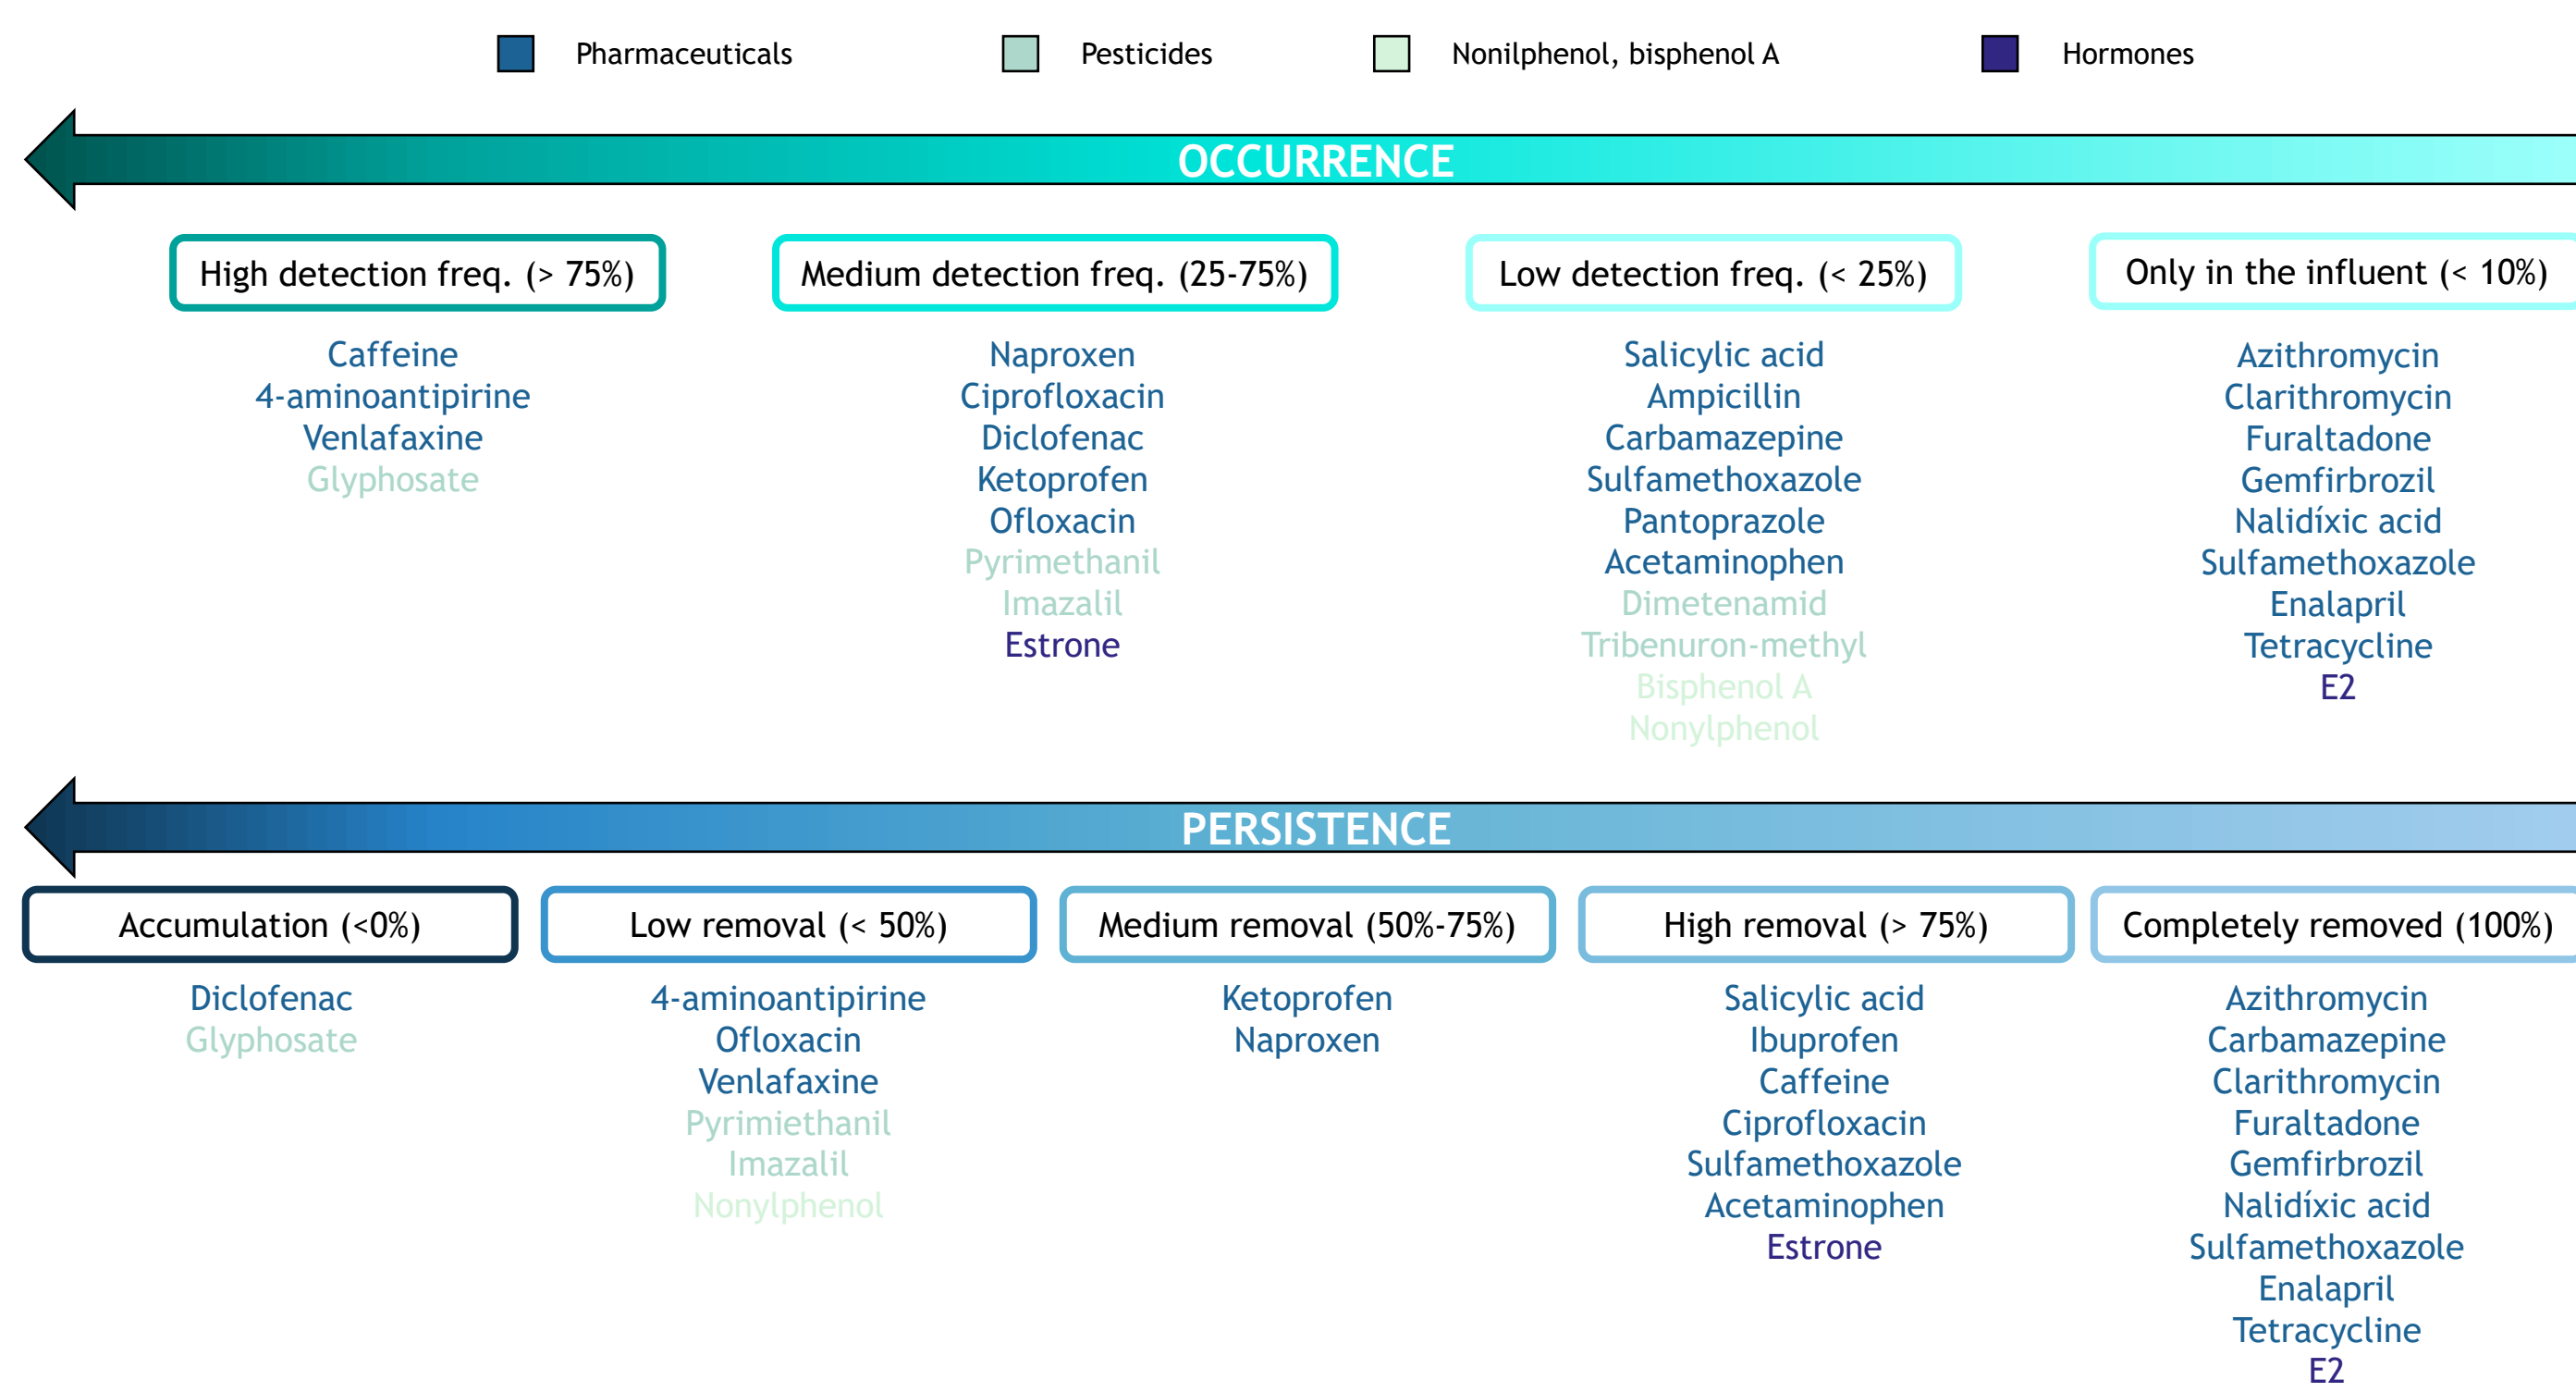 Pharmaceuticals
Pesticides
Nonilphenol, bisphenol A
Hormones
OCCURRENCE
High detection freq. (> 75%)
Caffeine
4-aminoantipirine
Venlafaxine
Glyphosate
Medium detection freq. (25-75%)
Naproxen
Ciprofloxacin
Diclofenac
Ketoprofen
Ofloxacin
Pyrimethanil
Imazalil
Estrone
Low detection freq. (< 25%)
Salicylic acid
Ampicillin
Carbamazepine
Sulfamethoxazole
Pantoprazole
Acetaminophen
Dimetenamid
Tribenuron-methyl
Bisphenol A
Nonylphenol
Only in the influent (< 10%)
Azithromycin
Clarithromycin
Furaltadone
Gemfirbrozil
Nalidíxic acid
Sulfamethoxazole
Enalapril
Tetracycline
E2
PERSISTENCE
Accumulation (<0%)
Diclofenac
Glyphosate
Low removal (< 50%)
4-aminoantipirine
Ofloxacin
Venlafaxine
Pyrimiethanil
Imazalil
Nonylphenol
Medium removal (50%-75%)
Ketoprofen
Naproxen
High removal (> 75%)
Salicylic acid
Ibuprofen
Caffeine
Ciprofloxacin
Sulfamethoxazole
Acetaminophen
Estrone
Completely removed (100%)
Azithromycin
Carbamazepine
Clarithromycin
Furaltadone
Gemfirbrozil
Nalidíxic acid
Sulfamethoxazole
Enalapril
Tetracycline
E2